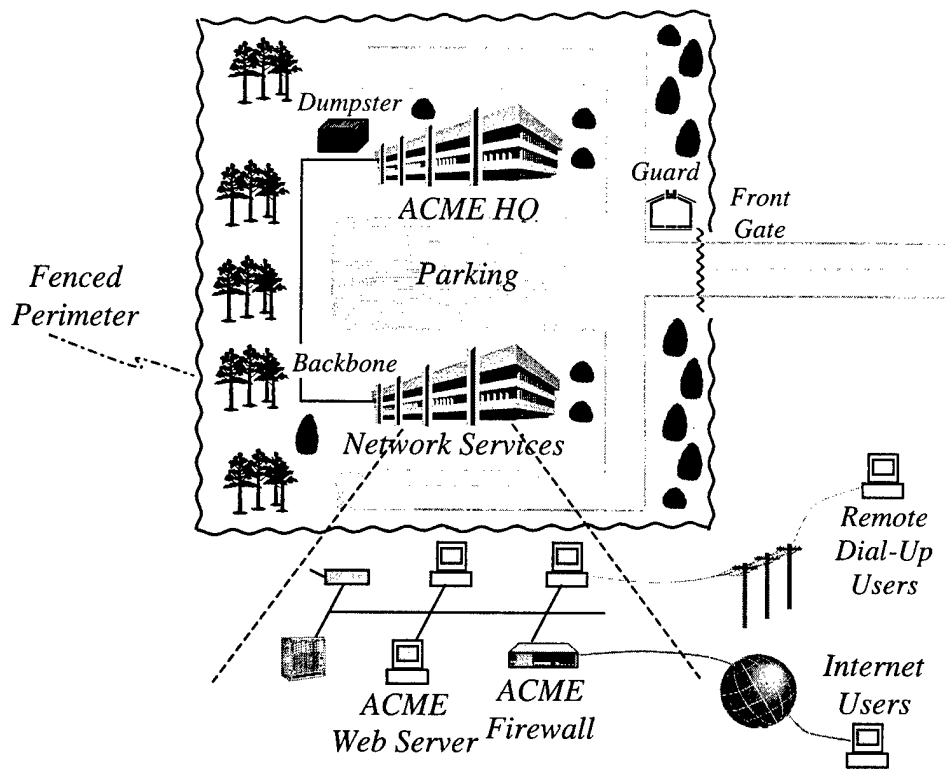 Dumpster
Guard
Front
Gate
ACME HQ
Parking
Fenced
Perimeter
Backbone
Network Services
Remote
Dial-Up
Users
Internet
Users
ACME
Web Server
ACME
Firewall